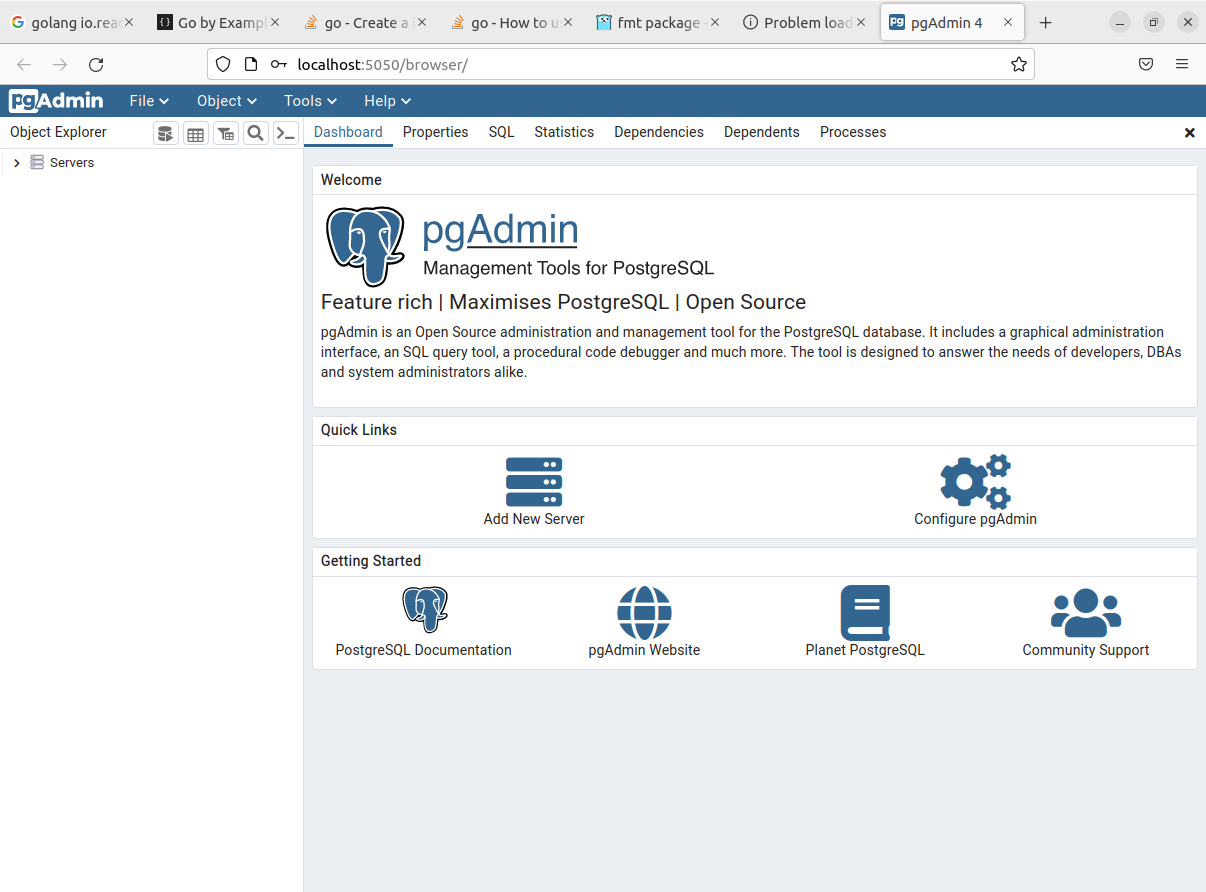 golang io.rea
Go by Exampl
go - Create a
go - How to u
fmt package -
Problem load
pgAdmin 4
localhost:5050/browser/
pgAdmin
File
Object
Tools
Help
Object Explorer
Dashboard
Properties
SQL
Statistics
Dependencies
Dependents
Processes
Servers
Welcome
pgAdmin
Management Tools for PostgreSQL
Feature rich | Maximises PostgreSQL | Open Source
pgAdmin is an Open Source administration and management tool for the PostgreSQL database. It includes a graphical administration
interface, an SQL query tool, a procedural code debugger and much more. The tool is designed to answer the needs of developers, DBAs
and system administrators alike.
Quick Links
Add New Server
Configure pgAdmin
Getting Started
PostgreSQL Documentation
pgAdmin Website
Planet PostgreSQL
Community Support